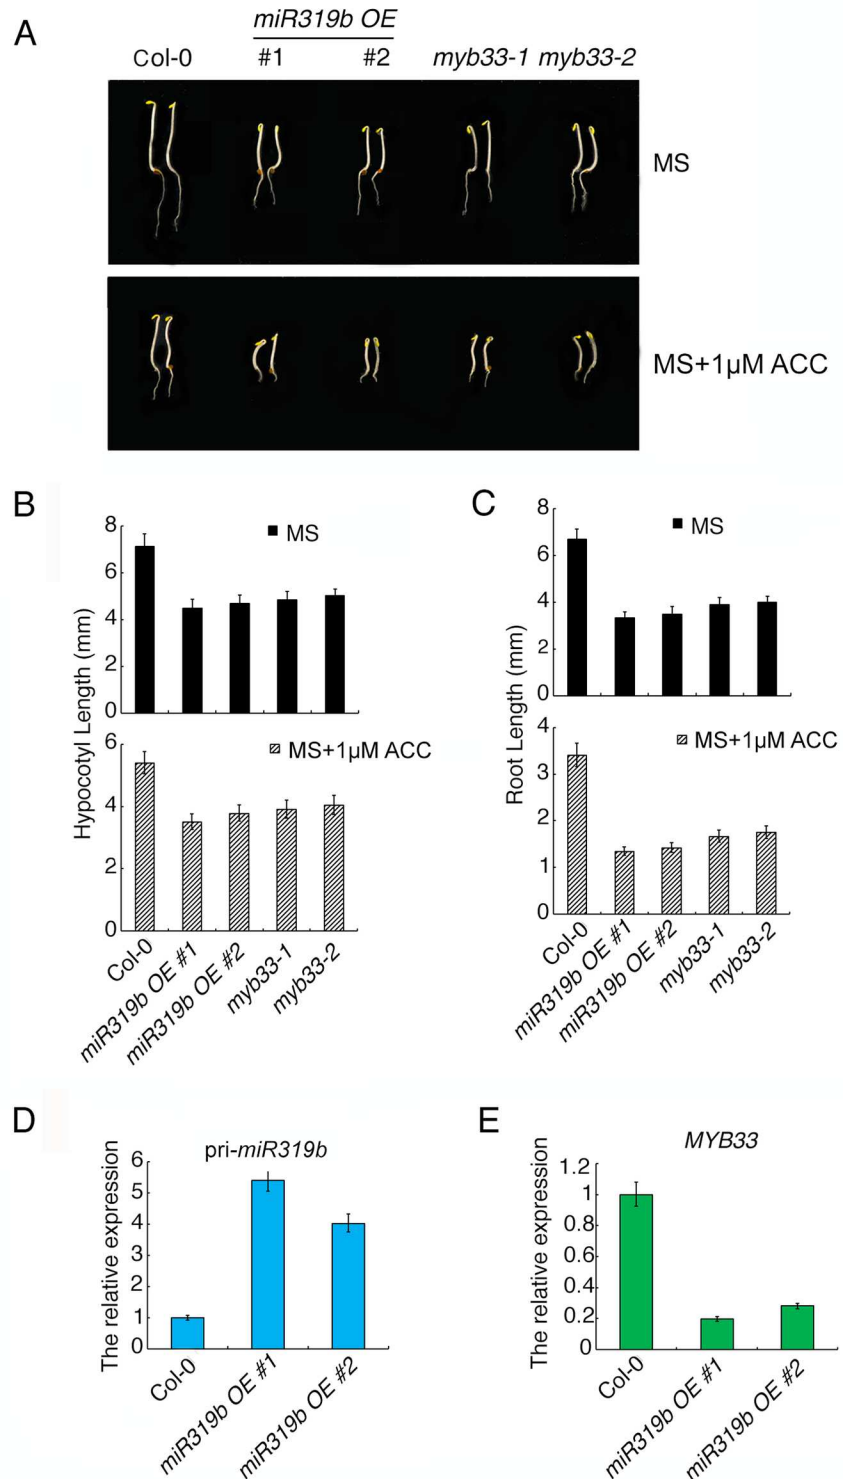 A
miR319b OE
Col-0 #1 #2 myb33-1 myb33-2
MS
MS+1μM ACC
B
8
6
4
2
0
MS
Hypocotyl Length (mm)
6
4
2
0
MS+1μM ACC
Col-0
miR319b OE #1
miR319b OE #2
myb33-1
myb33-2
C
8
6
4
2
0
MS
Root Length (mm)
4
3
2
1
0
MS+1μM ACC
Col-0
miR319b OE #1
miR319b OE #2
myb33-1
myb33-2
D
pri-miR319b
The relative expression
6
5
4
3
2
1
0
Col-0
miR319b OE #1
miR319b OE #2
E
MYB33
The relative expression
1.2
1
0.8
0.6
0.4
0.2
0
Col-0
miR319b OE #1
miR319b OE #2